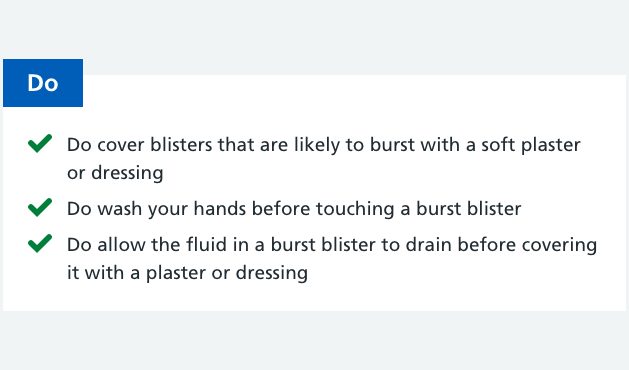 Do
Do cover blisters that are likely to burst with a soft plaster
or dressing
Do wash your hands before touching a burst blister
Do allow the fluid in a burst blister to drain before covering
it with a plaster or dressing